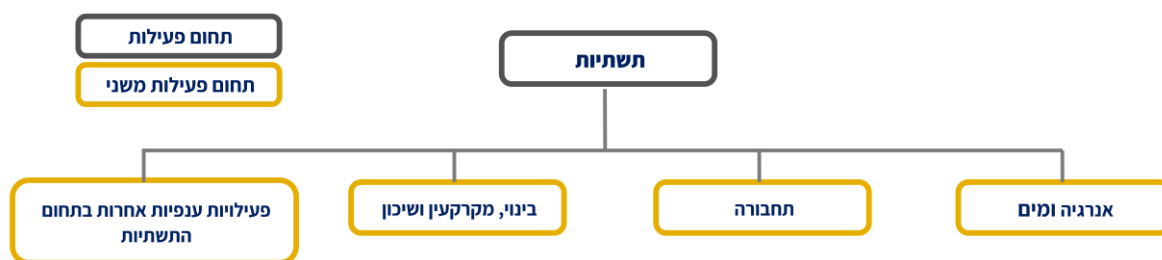 תחום פעילות
תחום פעילות משני
תשתיות
אנרגיה ומים
תחבורה
בינוי, מקרקעין ושיכון
פעילויות ענפיות אחרות בתחום
התשתיות